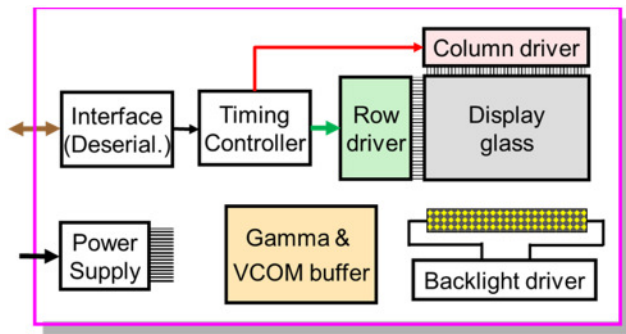 Column driver
Interface
(Deserial.)
Timing
Controller
Row
driver
Display
glass
Power
Supply
Gamma &
VCOM buffer
Backlight driver